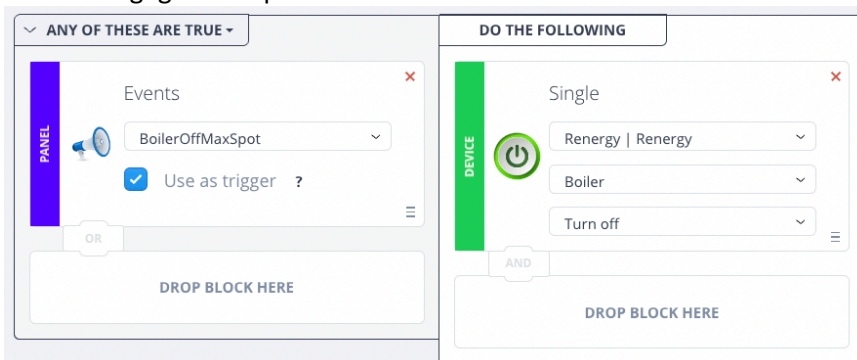 ANY OF THESE ARE TRUE
PANEL
Events
BoilerOffMaxSpot
Use as trigger ?
OR
DROP BLOCK HERE
DO THE FOLLOWING
DEVICE
Single
Renergy | Renergy
Boiler
Turn off
AND
DROP BLOCK HERE